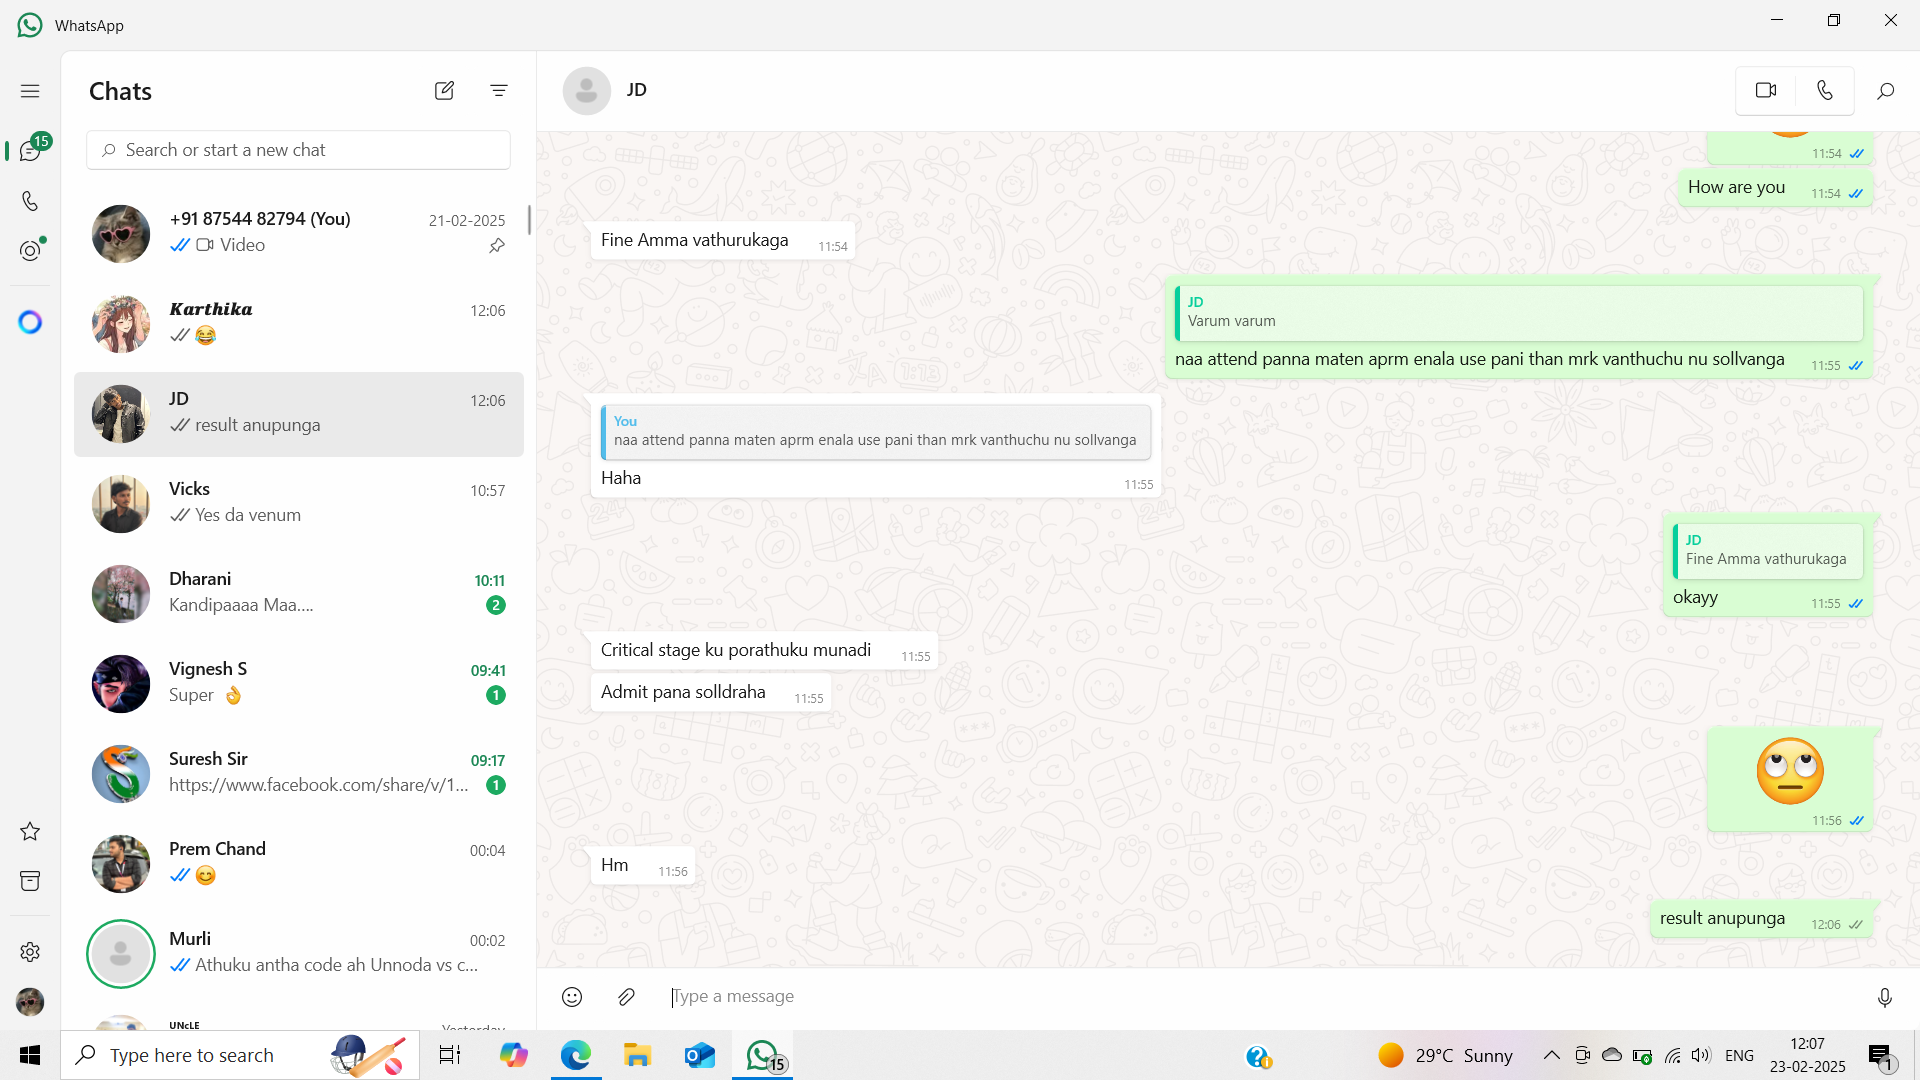 WhatsApp
Chats
15
Search or start a new chat
+91 87544 82794 (You)
21-02-2025
Video
Karthika
12:06
JD
12:06
result anupunga
Vicks
10:57
Yes da venum
Dharani
10:11
Kandipaaaa Maa....
2
Vignesh S
09:41
Super
1
Suresh Sir
09:17
https://www.facebook.com/share/v/1...
1
Prem Chand
00:04
Murli
00:02
Athuku antha code ah Unnoda vs c...
UNcLE
Yesterday
JD
11:54
How are you
11:54
Fine Amma vathurukaga
11:54
JD
Varum varum
naa attend panna maten aprm enala use pani than mrk vanthuchu nu sollvanga
11:55
You
naa attend panna maten aprm enala use pani than mrk vanthuchu nu sollvanga
Haha
11:55
JD
Fine Amma vathurukaga
okayy
11:55
Critical stage ku porathuku munadi
11:55
Admit pana solldraha
11:55
11:56
Hm
11:56
result anupunga
12:06
Type a message
Type here to search
15
29°C Sunny
ENG
12:07
23-02-2025
1